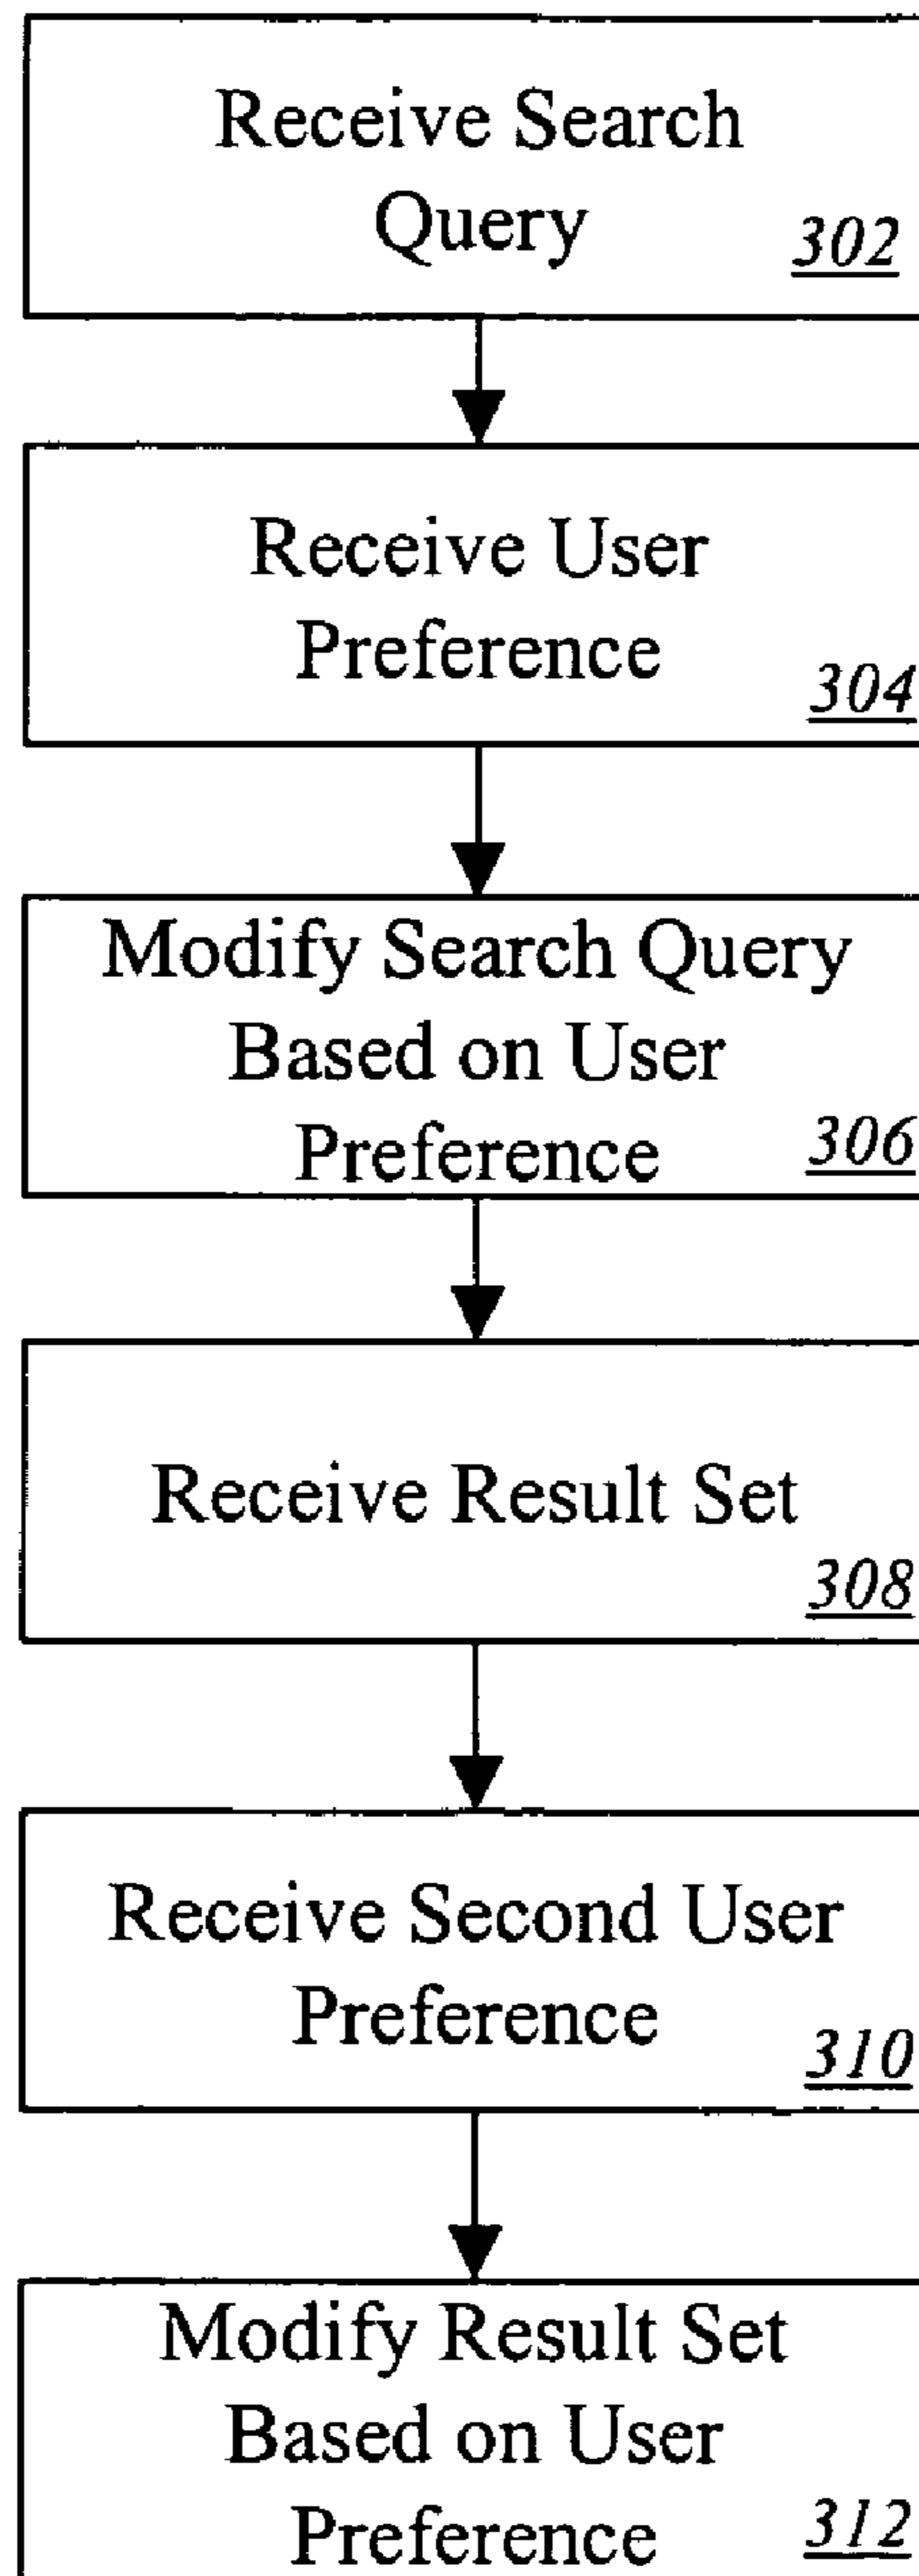 Receive Search
Query
302
Receive User
Preference
304
Modify Search Query
Based on User
Preference
306
Receive Result Set
308
Receive Second User
Preference
310
Modify Result Set
Based on User
Preference
312